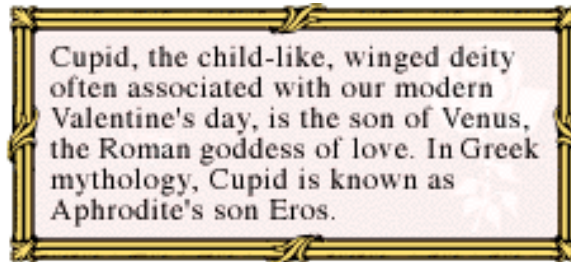 Cupid, the child-like, winged deity
often associated with our modern
Valentine's day, is the son of Venus,
the Roman goddess of love. In Greek
mythology, Cupid is known as
Aphrodite's son Eros.